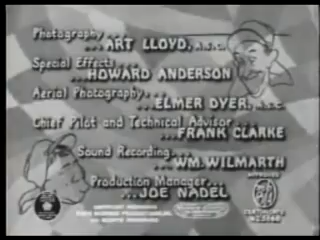 Photography...
...ART LLOYD, A.S.C.
Special Effects...
...HOWARD ANDERSON
Aerial Photography...
...ELMER DYER, A.S.C.
Chief Pilot and Technical Advisor...
...FRANK CLARKE
Sound Recording...
...WM. WILMARTH
Production Manager...
...JOE NADEL
APPROVED